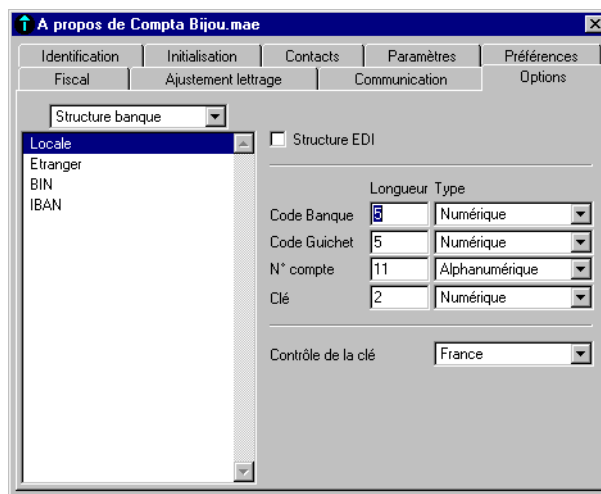 A propos de Compta Bijou.mae
Identification Initialisation Contacts Paramètres Préférences
Fiscal Ajustement lettrage Communication Options
Structure banque
Locale
Etranger
BIN
IBAN
Structure EDI
Longueur Type
Code Banque 5 Numérique
Code Guichet 5 Numérique
N° compte 11 Alphanumérique
Clé 2 Numérique
Contrôle de la clé France